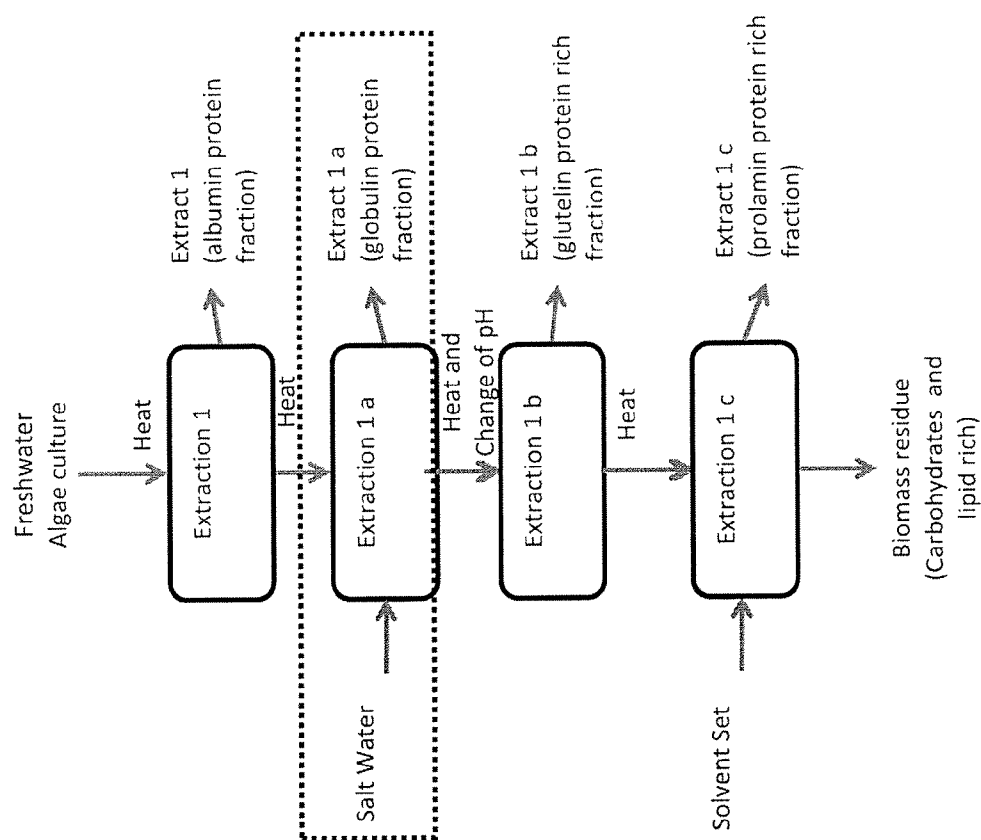 Freshwater
Algae culture
Heat
Extraction 1
Extract 1
(albumin protein
fraction)
Heat
Salt Water
Extraction 1 a
Extract 1 a
(globulin protein
fraction)
Heat and
Change of pH
Extraction 1 b
Extract 1 b
(glutelin protein rich
fraction)
Heat
Solvent Set
Extraction 1 c
Extract 1 c
(prolamin protein rich
fraction)
Biomass residue
(Carbohydrates and
lipid rich)